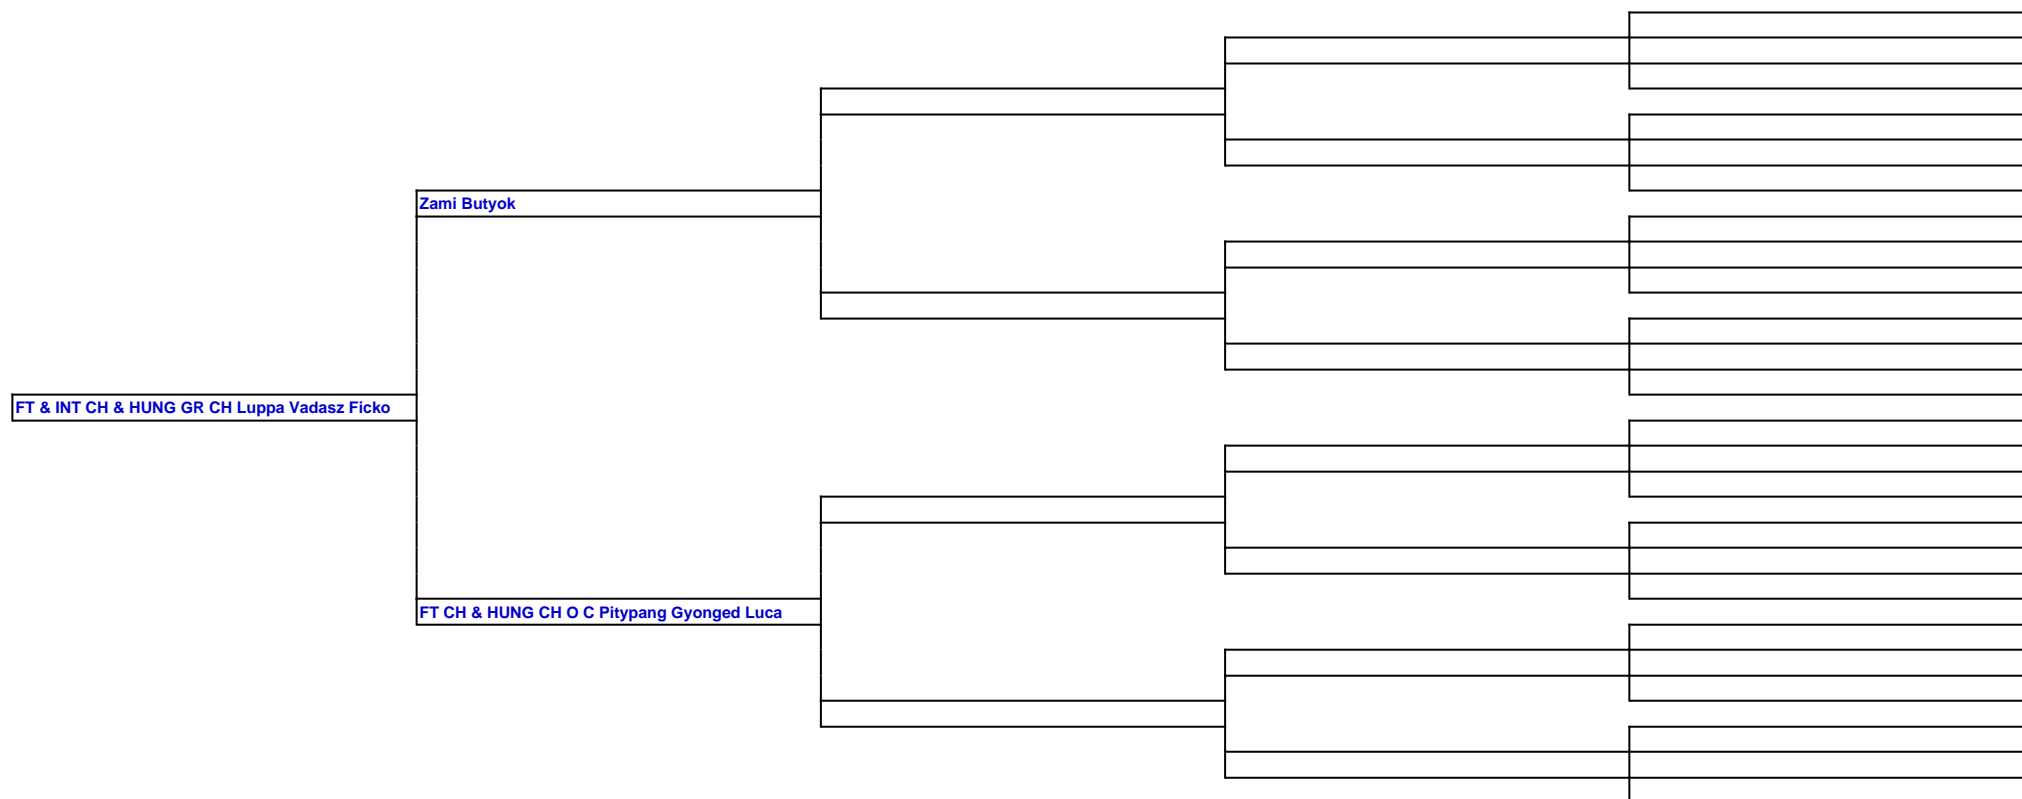 Zami Butyok
FT & INT CH & HUNG GR CH Luppa Vadasz Ficko
FT CH & HUNG CH O C Pitypang Gyonged Luca